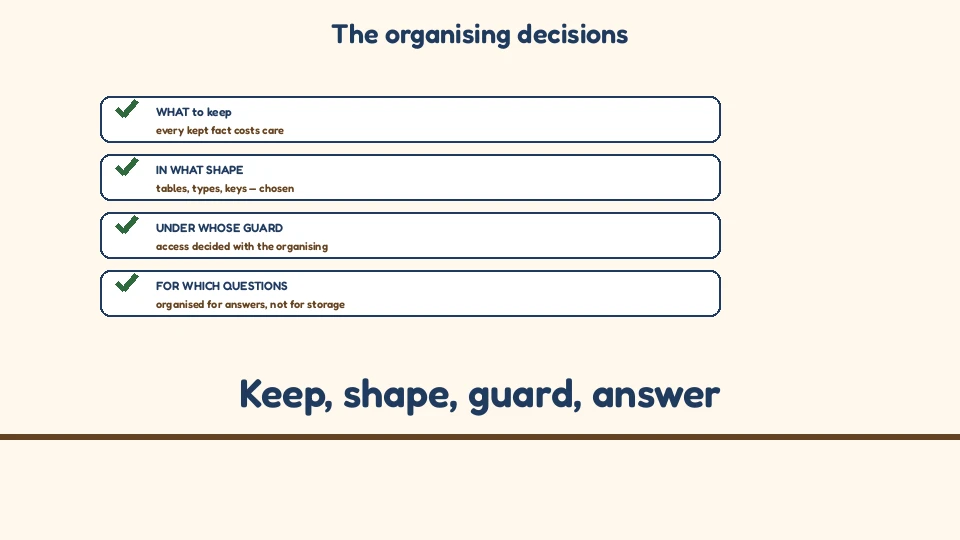 The organising decisions
WHAT to keep
every kept fact costs care
IN WHAT SHAPE
tables, types, keys — chosen
UNDER WHOSE GUARD
access decided with the organising
FOR WHICH QUESTIONS
organised for answers, not for storage
Keep, shape, guard, answer